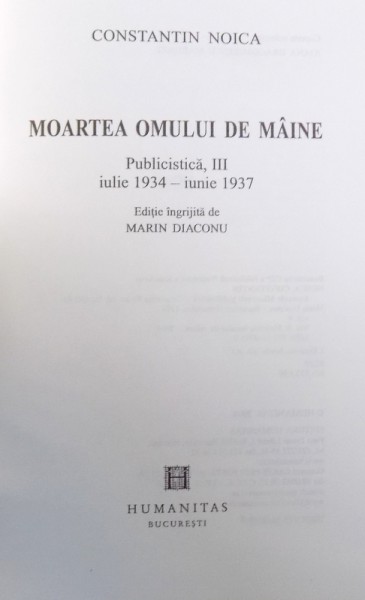 CONSTANTIN NOICA
MOARTEA OMULUI DE MÂINE
Publicistică, III
iulie 1934 – iunie 1937
Ediție îngrijită de
MARIN DIACONU
H
HUMANITAS
BUCUREȘTI